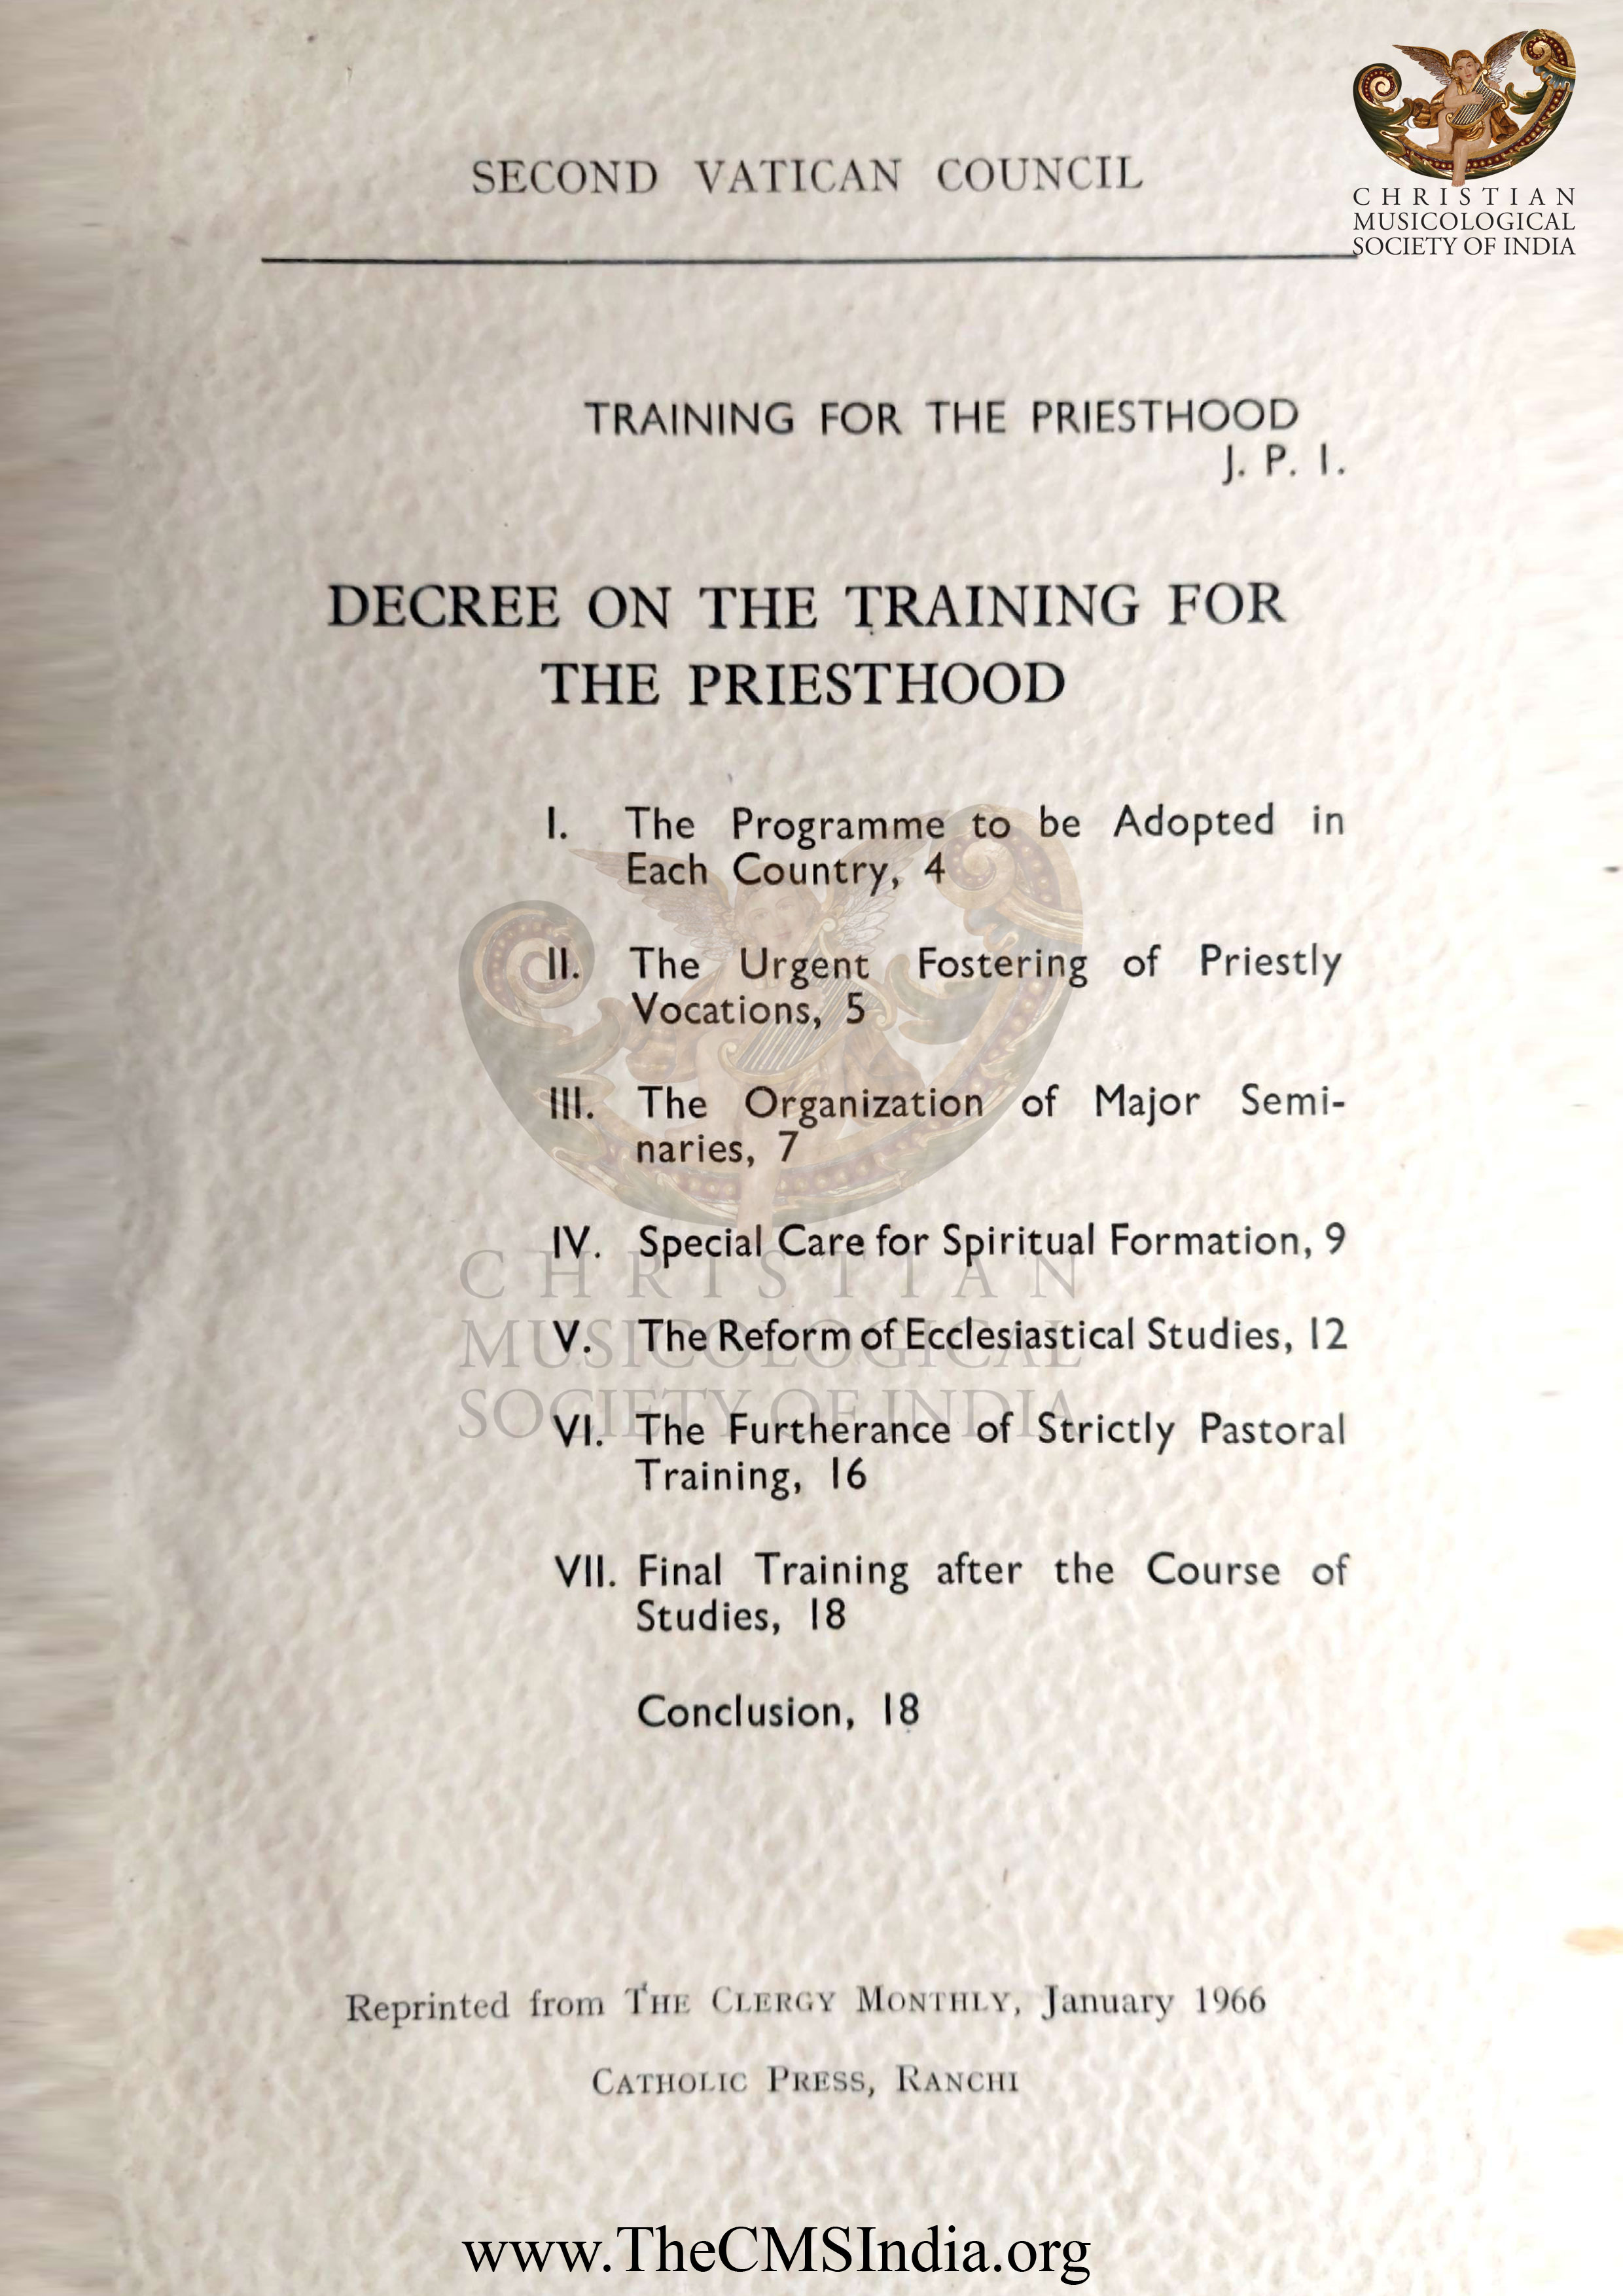 SECOND VATICAN COUNCIL
CHRISTIAN
MUSICOLOGICAL
SOCIETY OF INDIA
TRAINING FOR THE PRIESTHOOD
J. P. I.
DECREE ON THE TRAINING FOR
THE PRIESTHOOD
I. The Programme to be Adopted in
Each Country, 4
II. The Urgent Fostering of Priestly
Vocations, 5
III. The Organization of Major Semi-
naries, 7
IV. Special Care for Spiritual Formation, 9
CHRISTIAN
V. The Reform of Ecclesiastical Studies, 12
MUSICOLOGICAL
SOCIETY OF INDIA
VI. The Furtherance of Strictly Pastoral
Training, 16
VII. Final Training after the Course of
Studies, 18
Conclusion, 18
Reprinted from THE CLERGY MONTHLY, January 1966
CATHOLIC PRESS, RANCHI
www.TheCMSIndia.org